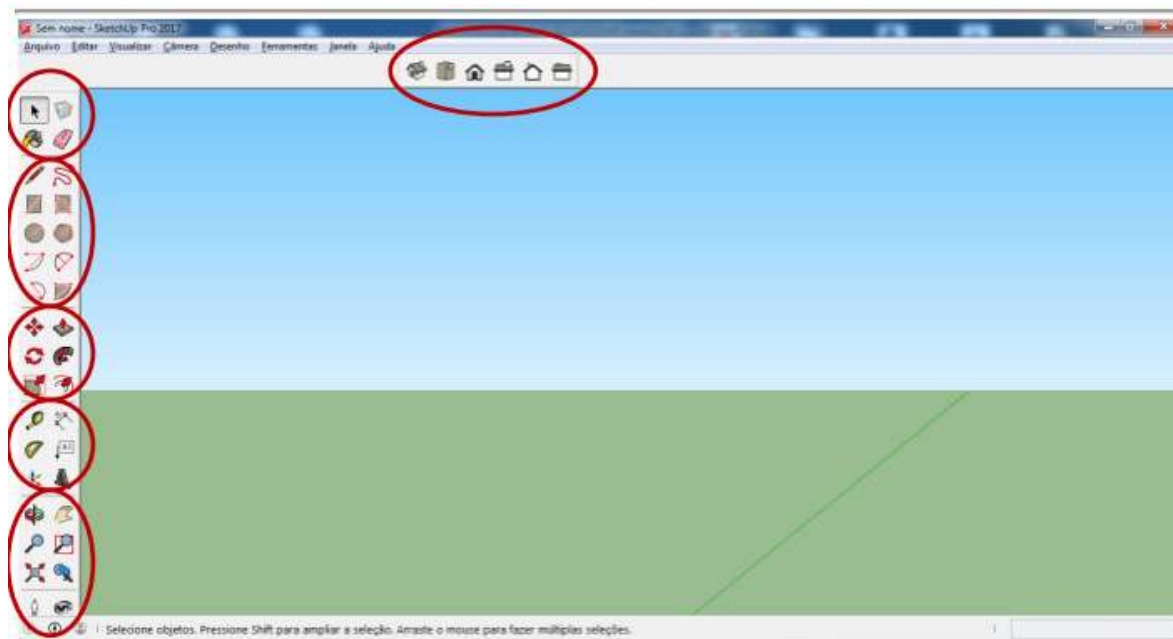 Sem nome - SketchUp Pro 2017
Arquivo Editar Visualizar Câmera Desenho Ferramentas Janela Ajuda
Selecione objetos. Pressione Shift para ampliar a seleção. Arraste o mouse para fazer múltiplas seleções.